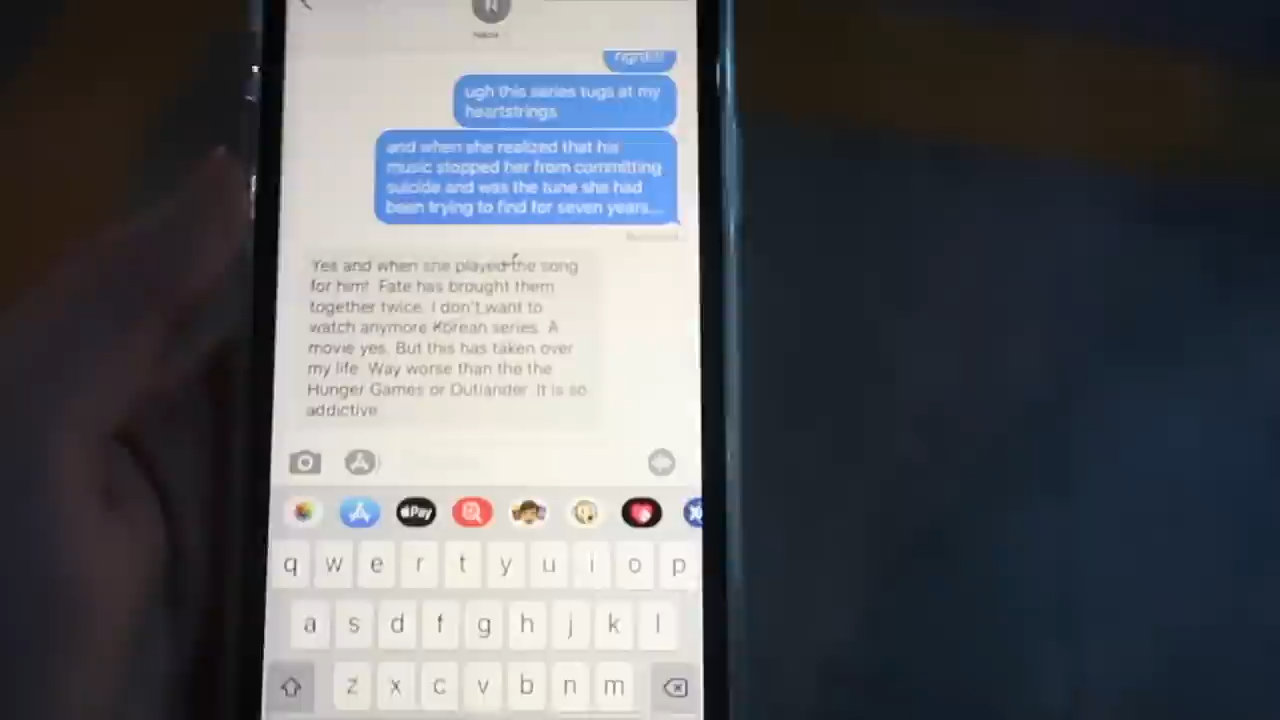 ugh this series tugs at my
heartstrings
and when she realized that his
music stopped her from committing
suicide and was the tune she had
been trying to find for seven years...
Yes and when she played the song
for him! Fate has brought them
together twice. I don't want to
watch anymore Korean series. A
movie yes. But this has taken over
my life. Way worse than the the
Hunger Games or Outlander. It is so
addictive
Pay
q w e r t y u i o p
a s d f g h j k l
z x c v b n m